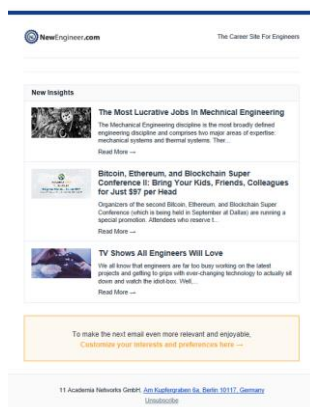 NewEngineer.com
The Career Site For Engineers
New Insights
The Most Lucrative Jobs In Mechnical Engineering
The Mechanical Engineering discipline is the most broadly defined
engineering discipline and comprises two major areas of expertise:
mechanical systems and thermal systems. Ther...
Read More →
Bitcoin, Ethereum, and Blockchain Super
Conference II: Bring Your Kids, Friends, Colleagues
for Just $97 per Head
Organizers of the second Bitcoin, Ethereum, and Blockchain Super
Conference (which is being held in September at Dallas) are running a
special promotion. Attendees who reserve t...
Read More →
TV Shows All Engineers Will Love
We all know that engineers are far too busy working on the latest
projects and getting to grips with ever-changing technology to actually sit
down and watch the idiot-box. Well,...
Read More →
To make the next email even more relevant and enjoyable,
Customize your interests and preferences here →
11 Academia Networks GmbH, Am Kupfergraben 6a, Berlin 10117, Germany
Unsubscribe